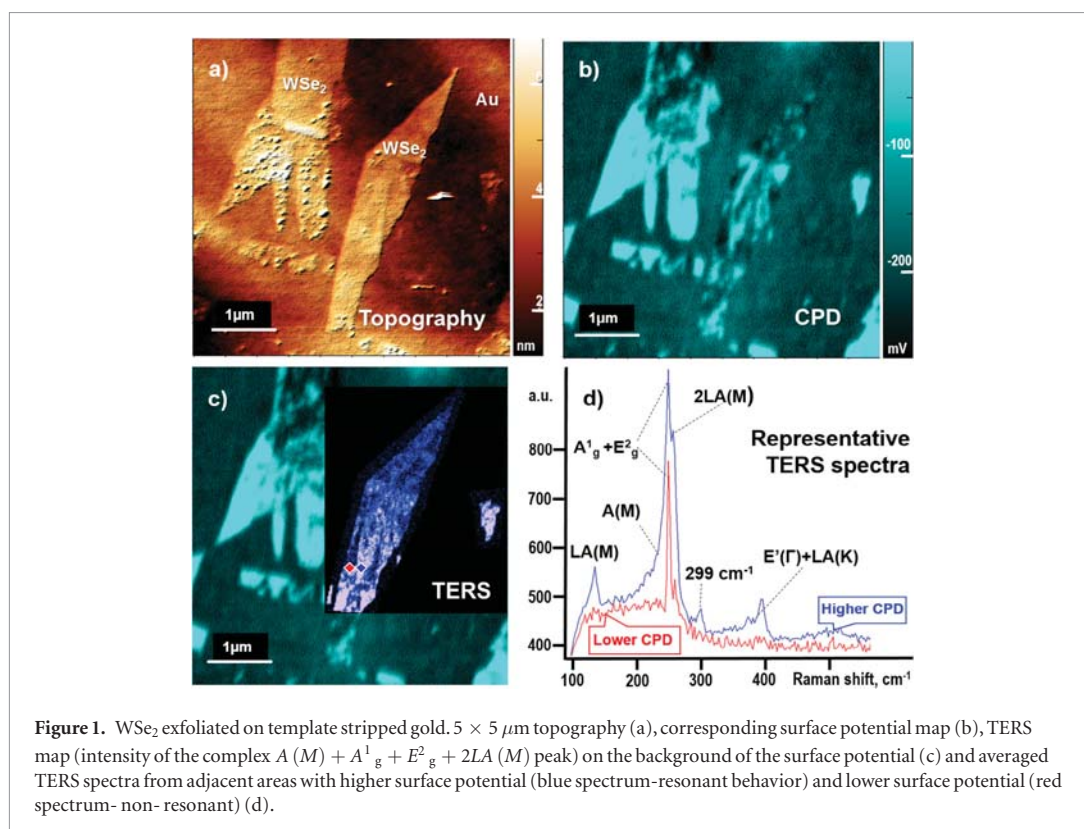 a)
WSe₂
WSe₂
Au
6
4
2
nm
1µm
Topography
b)
-100
-200
mV
1µm
CPD
c)
1µm
TERS
d)
a.u.
800
700
600
500
400
Representative
TERS spectra
2LA(M)
A¹g +E²g
A(M)
LA(M)
299 cm⁻¹
E'(Γ)+LA(K)
Higher CPD
Lower CPD
100 200 300 400 Raman shift, cm⁻¹
Figure 1. WSe₂ exfoliated on template stripped gold. 5 × 5 µm topography (a), corresponding surface potential map (b), TERS
map (intensity of the complex A (M) + A¹g + E²g + 2LA (M) peak) on the background of the surface potential (c) and averaged
TERS spectra from adjacent areas with higher surface potential (blue spectrum-resonant behavior) and lower surface potential (red
spectrum- non- resonant) (d).